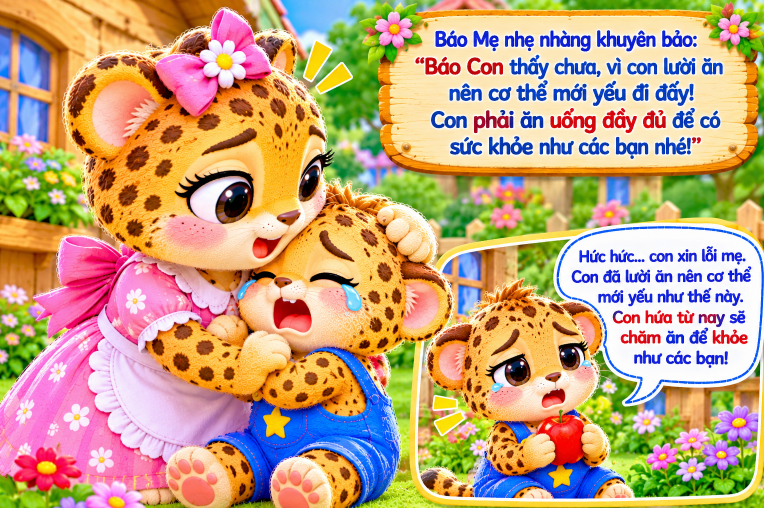 Báo Mẹ nhẹ nhàng khuyên bảo:
“Báo Con thấy chưa, vì con lười ăn
nên cơ thể mới yếu đi đấy!
Con phải ăn uống đầy đủ để có
sức khỏe như các bạn nhé!”
Hức hức... con xin lỗi mẹ.
Con đã lười ăn nên cơ thể
mới yếu như thế này.
Con hứa từ nay sẽ
chăm ăn để khỏe
như các bạn!